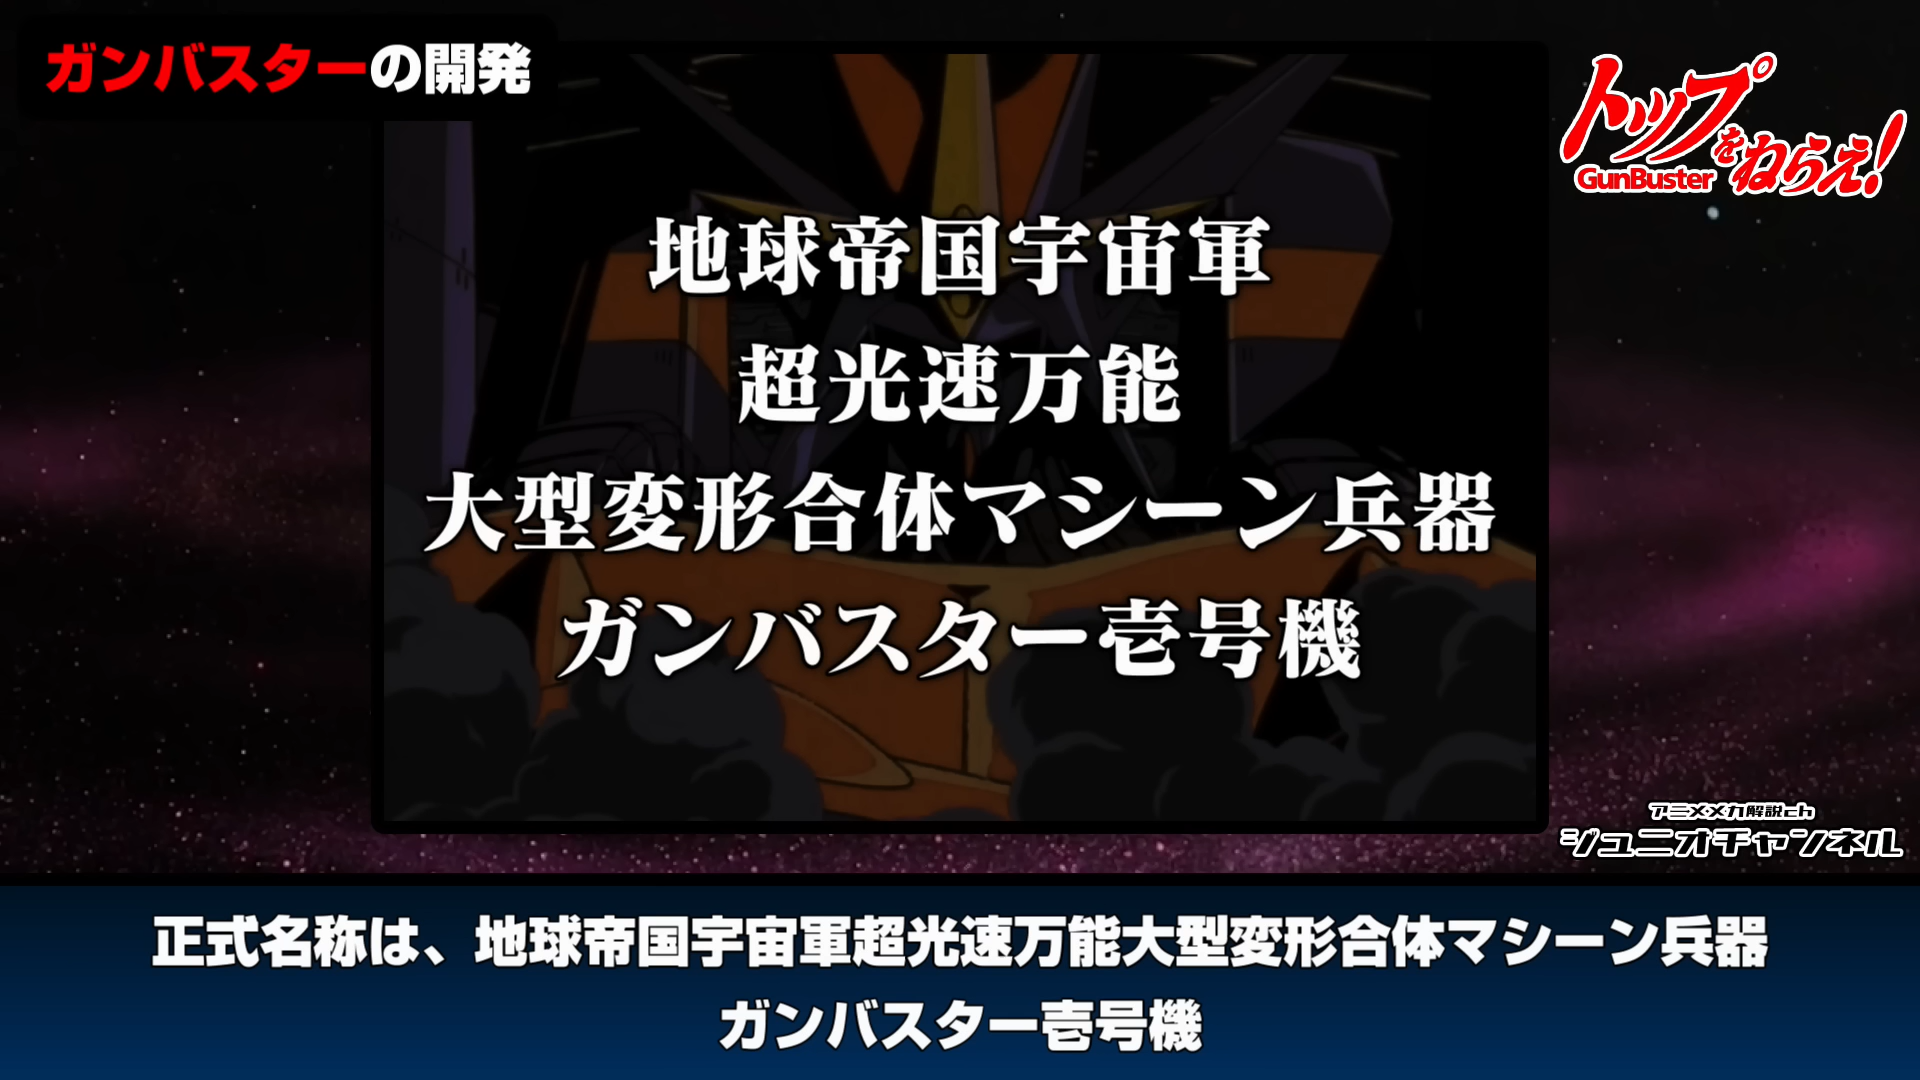 ガンバスターの開発
トップをねらえ!
GunBuster
地球帝国宇宙軍
超光速万能
大型変形合体マシーン兵器
ガンバスター壱号機
アニメメカ解説ch
ジュニオチャンネル
正式名称は、地球帝国宇宙軍超光速万能大型変形合体マシーン兵器
ガンバスター壱号機